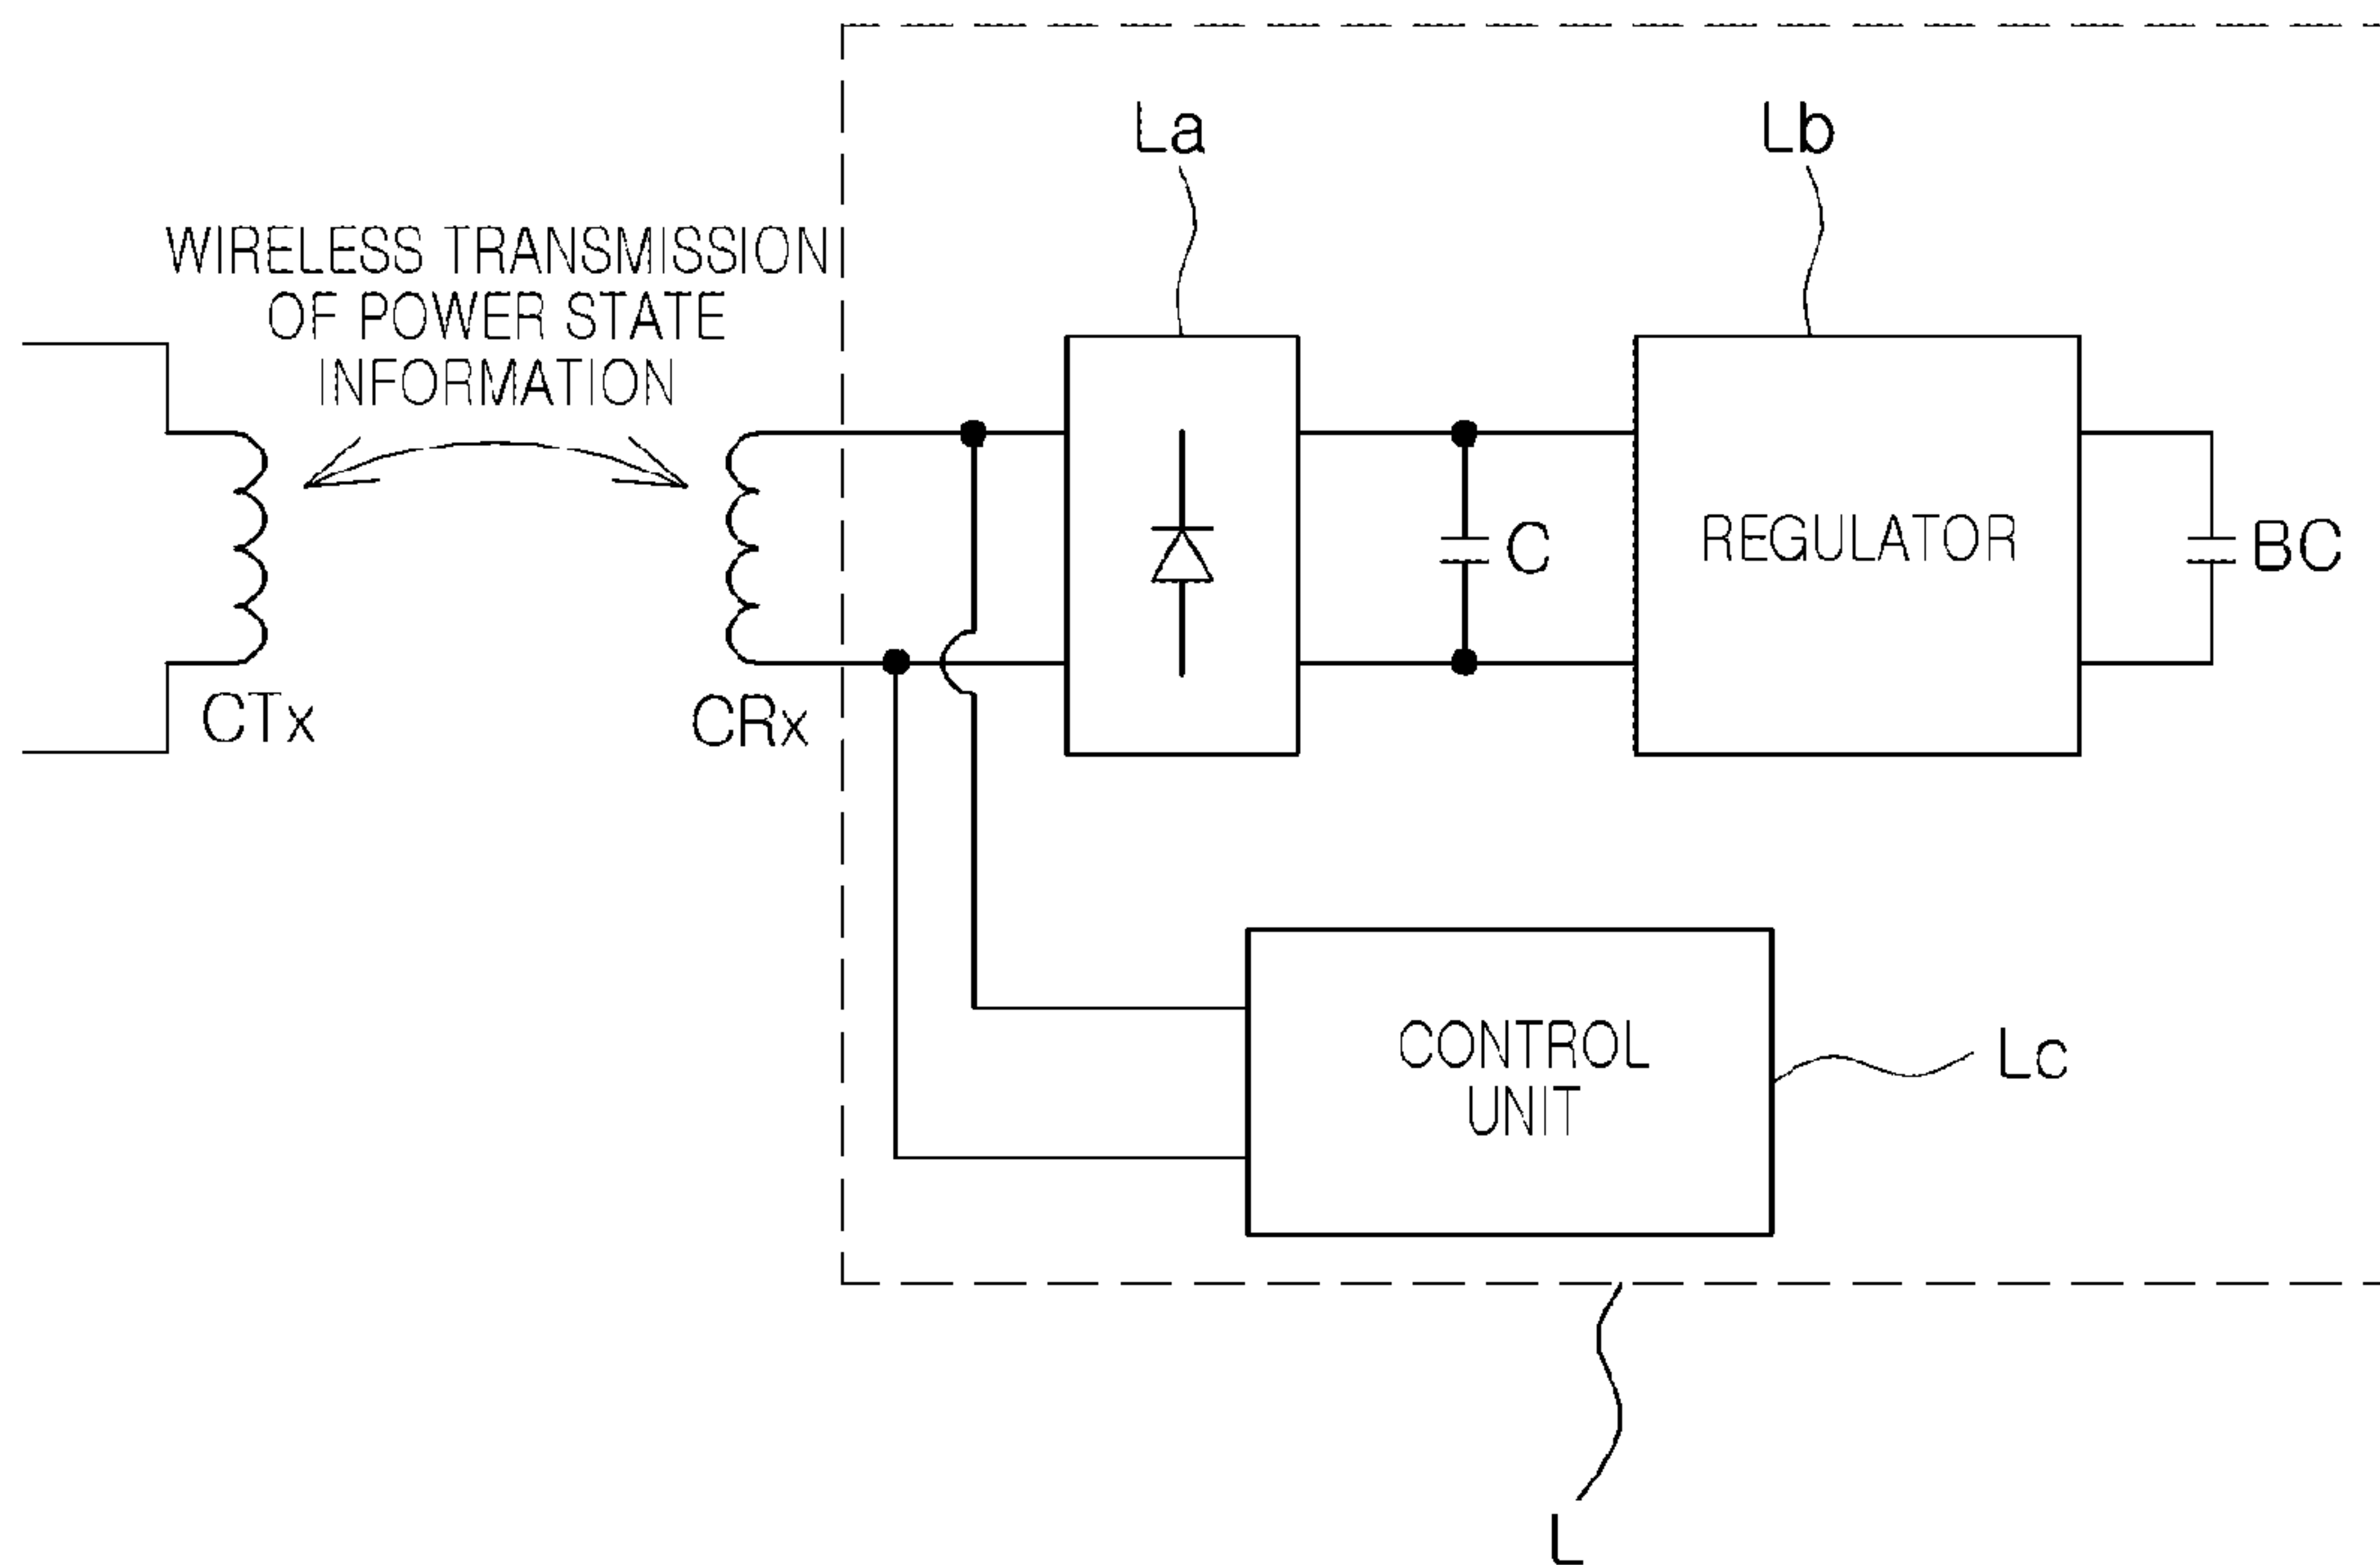 La
Lb
WIRELESS TRANSMISSION
OF POWER STATE
INFORMATION
C
REGULATOR
BC
CTx
CRx
CONTROL
UNIT
Lc
L